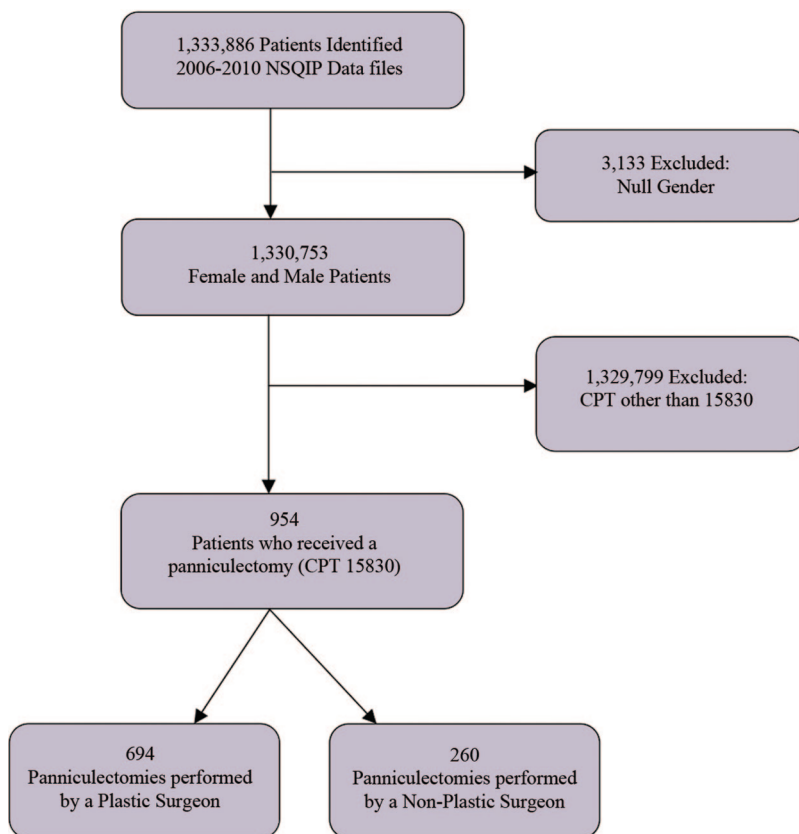 1,333,886 Patients Identified
2006-2010 NSQIP Data files
3,133 Excluded:
Null Gender
1,330,753
Female and Male Patients
1,329,799 Excluded:
CPT other than 15830
954
Patients who received a
panniculectomy (CPT 15830)
694
Panniculectomies performed
by a Plastic Surgeon
260
Panniculectomies performed
by a Non-Plastic Surgeon